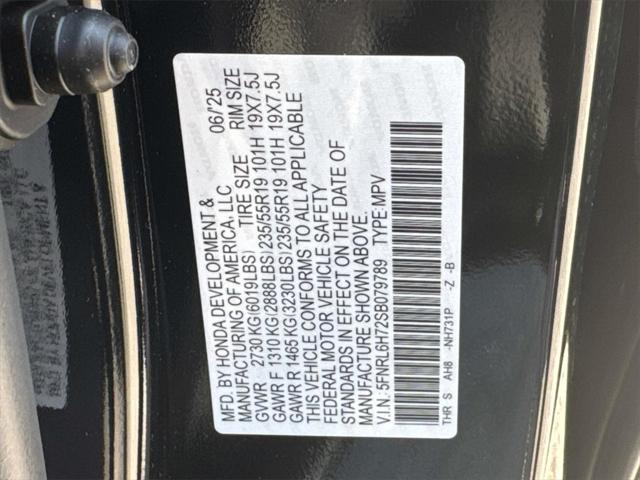 MFD. BY HONDA DEVELOPMENT & 06/'25
MANUFACTURING OF AMERICA, LLC
TIRE SIZE RIM SIZE
GVWR 2730 KG(6019LBS)
GAWR F 1310 KG(2888LBS)235/55R19 101H 19X7.5J
GAWR R 1465 KG(3230LBS)235/55R19 101H 19X7.5J
THIS VEHICLE CONFORMS TO ALL APPLICABLE
FEDERAL MOTOR VEHICLE SAFETY
STANDARDS IN EFFECT ON THE DATE OF
MANUFACTURE SHOWN ABOVE.
V.I.N.:5FNRL6H72SB079789 TYPE:MPV
THR S AH8 -NH731P -Z -B